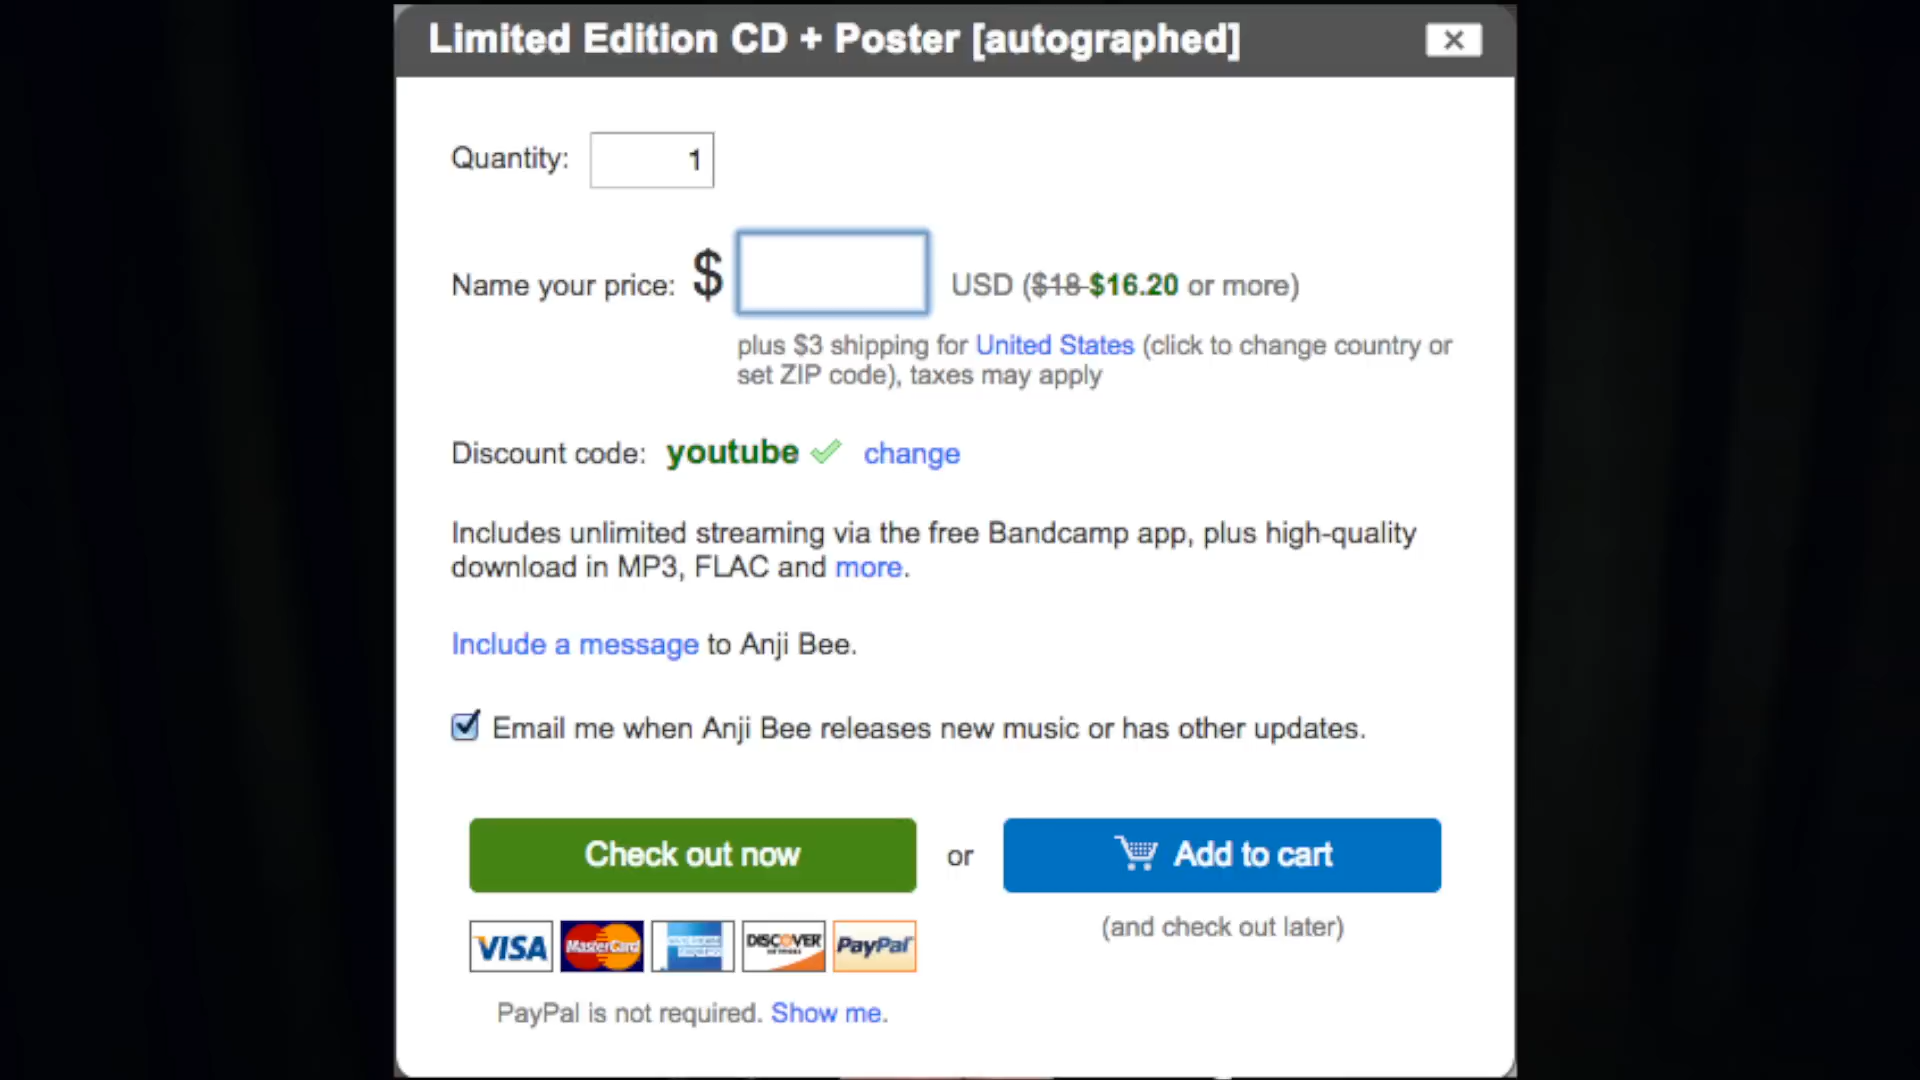 Limited Edition CD + Poster [autographed]
Quantity: 1
Name your price: $ USD ($18 $16.20 or more)
plus $3 shipping for United States (click to change country or
set ZIP code), taxes may apply
Discount code: youtube change
Includes unlimited streaming via the free Bandcamp app, plus high-quality
download in MP3, FLAC and more.
Include a message to Anji Bee.
Email me when Anji Bee releases new music or has other updates.
Check out now or Add to cart
(and check out later)
VISA MasterCard DISCOVER PayPal
PayPal is not required. Show me.